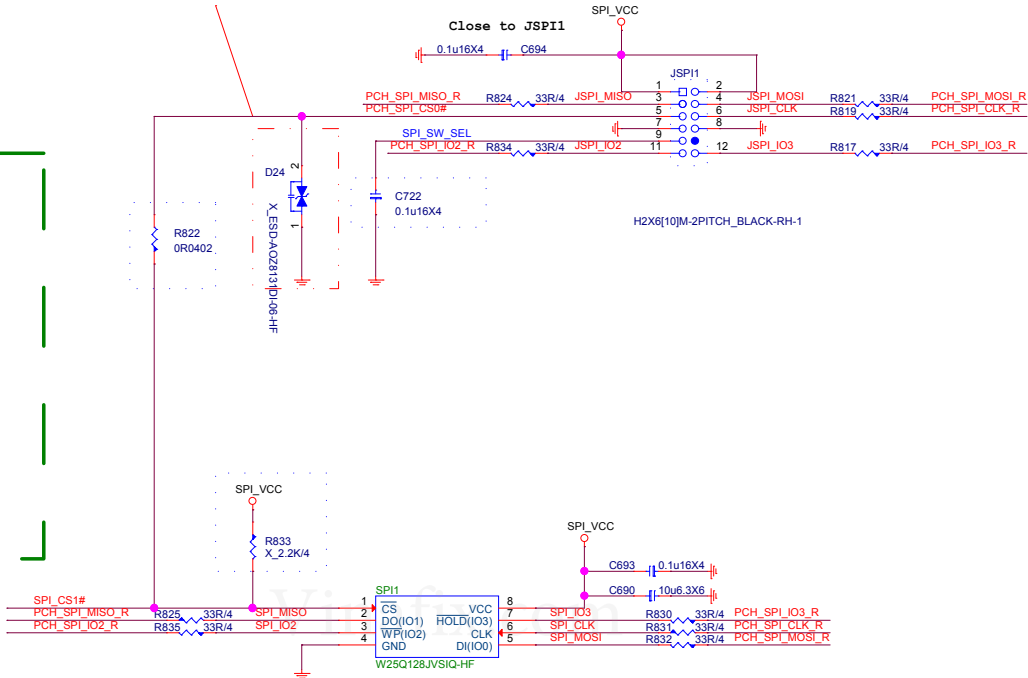 SPI_VCC
Close to JSPI1
0.1u16X4 C694
JSPI1
1 2
PCH_SPI_MISO_R R824 33R/4 JSPI_MISO 3 4 JSPI_MOSI R821 33R/4 PCH_SPI_MOSI_R
PCH_SPI_CS0# 5 6 JSPI_CLK R819 33R/4 PCH_SPI_CLK_R
7 8
SPI_SW_SEL 9
PCH_SPI_IO2_R R834 33R/4 JSPI_IO2 11 12 JSPI_IO3 R817 33R/4 PCH_SPI_IO3_R
D24 2
1
X_ESD-AOZ8131DI-06-HF
C722
0.1u16X4
H2X6[10]M-2PITCH_BLACK-RH-1
R822
0R0402
SPI_VCC
R833
X_2.2K/4
SPI_VCC
C693 0.1u16X4
C690 10u6.3X6
SPI1
SPI_CS1# 1 CS VCC 8
PCH_SPI_MISO_R R825 33R/4 SPI_MISO 2 DO(IO1) HOLD(IO3) 7 SPI_IO3 R830 33R/4 PCH_SPI_IO3_R
PCH_SPI_IO2_R R835 33R/4 SPI_IO2 3 WP(IO2) CLK 6 SPI_CLK R831 33R/4 PCH_SPI_CLK_R
4 GND DI(IO0) 5 SPI_MOSI R832 33R/4 PCH_SPI_MOSI_R
W25Q128JVSIQ-HF